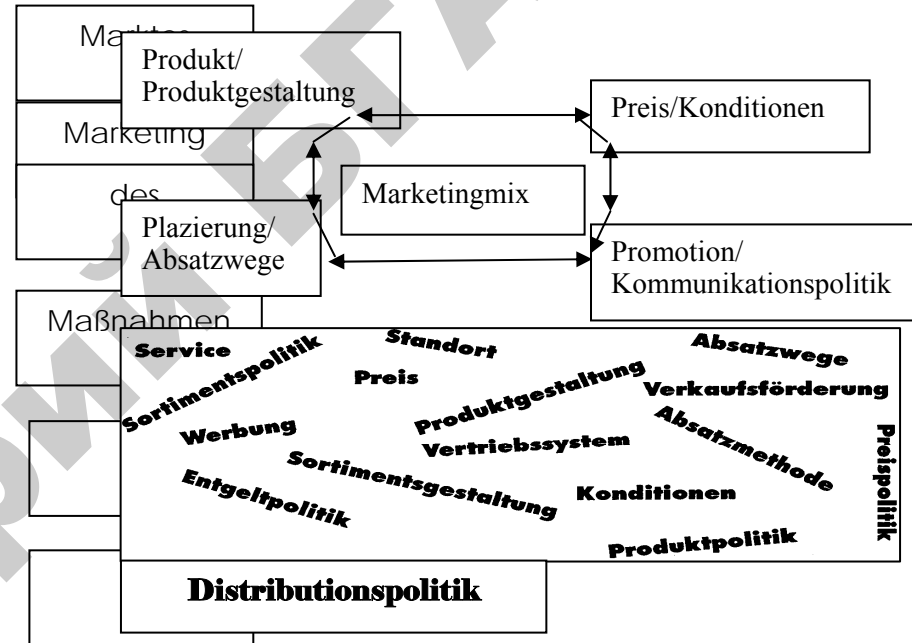 Produkt/
Produktgestaltung
Preis/Konditionen
Marketing
des
Marketingmix
Plazierung/
Absatzwege
Promotion/
Kommunikationspolitik
Maßnahmen
Service
Sortimentspolitik
Standort
Absatzwege
Preis
Produktgestaltung
Verkaufsförderung
Werbung
Vertriebssystem
Absatzmethode
Preispolitik
Entgeltpolitik
Sortimentsgestaltung
Konditionen
Produktpolitik
Distributionspolitik